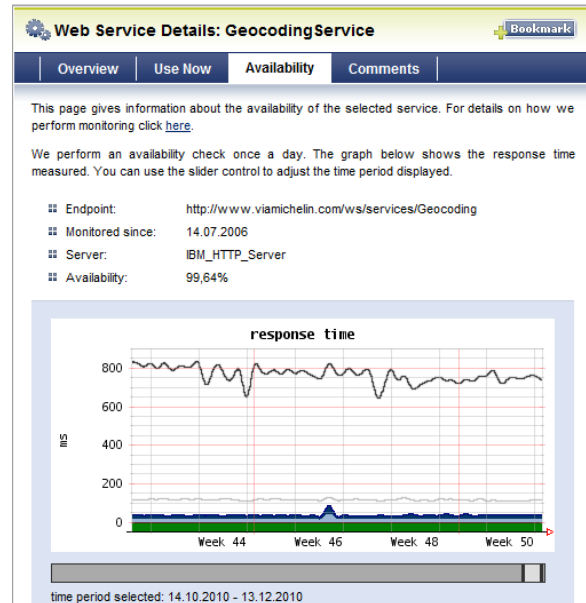 Web Service Details: GeocodingService
Bookmark
Overview
Use Now
Availability
Comments
This page gives information about the availability of the selected service. For details on how we
perform monitoring click here.
We perform an availability check once a day. The graph below shows the response time
measured. You can use the slider control to adjust the time period displayed.
Endpoint: http://www.viamichelin.com/ws/services/Geocoding
Monitored since: 14.07.2006
Server: IBM_HTTP_Server
Availability: 99,64%
response time
800
600
400
200
0
ms
Week 44 Week 46 Week 48 Week 50
time period selected: 14.10.2010 - 13.12.2010